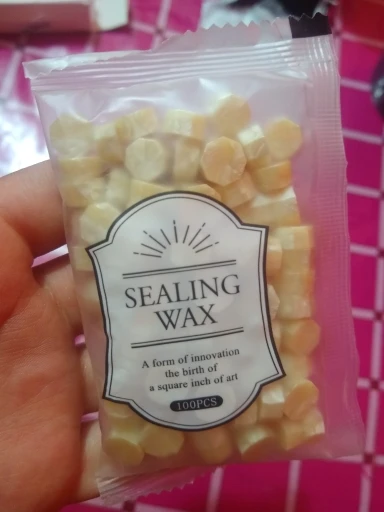 SEALING
WAX
A form of innovation
the birth of
a square inch of art
100PCS